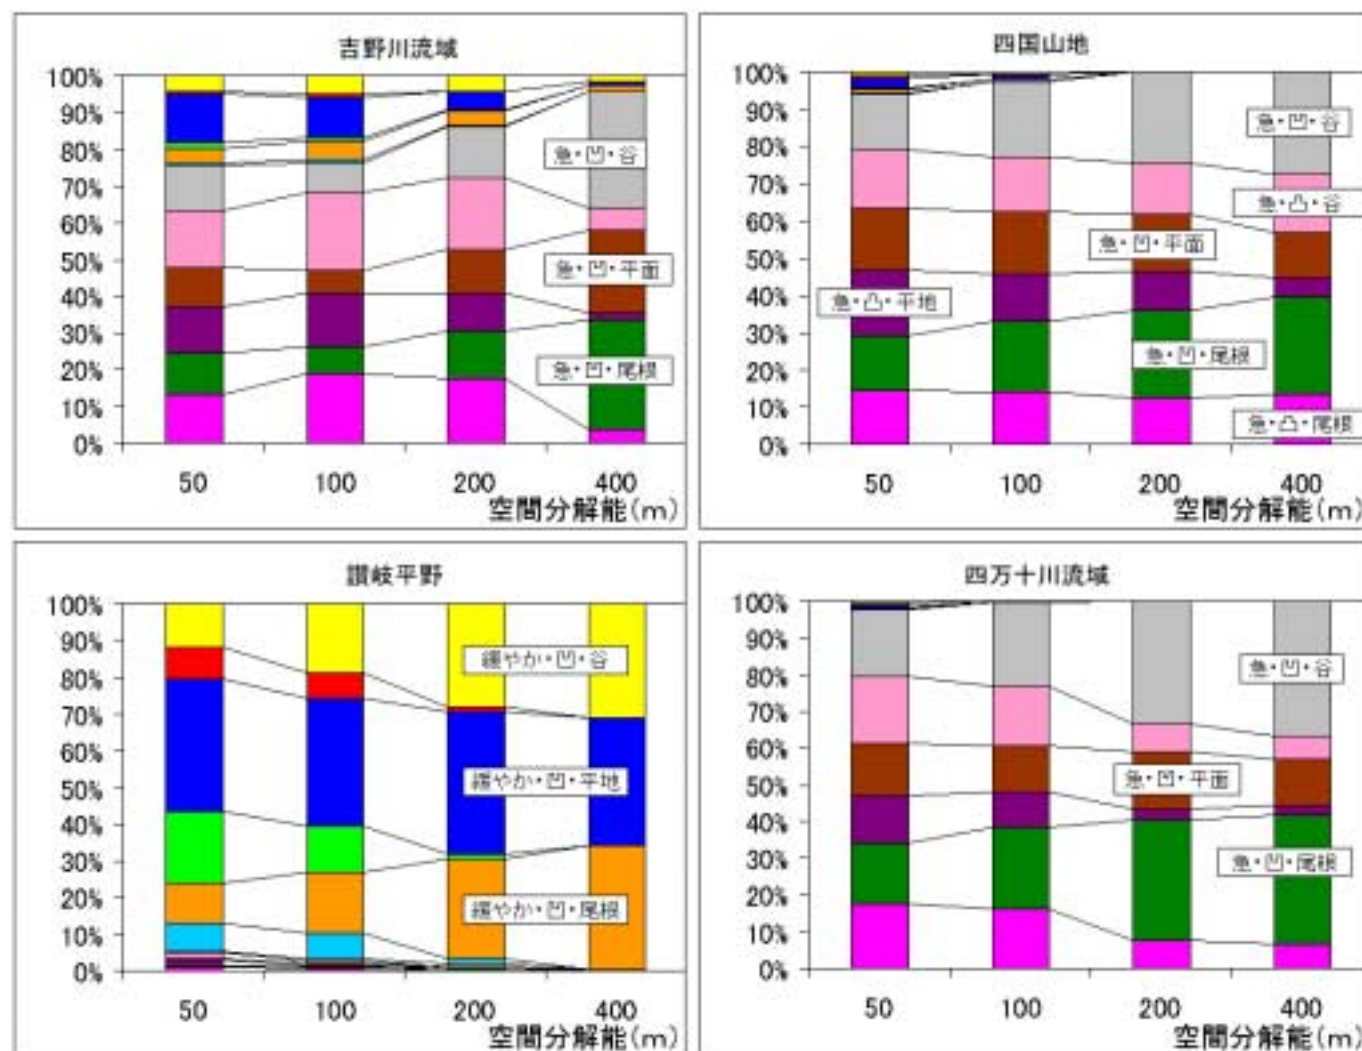 吉野川流域
100%
90%
80%
70%
60%
50%
40%
30%
20%
10%
0%
急・凹・谷
急・凹・平面
急・凹・尾根
50 100 200 400
空間分解能(m)
四国山地
100%
90%
80%
70%
60%
50%
40%
30%
20%
10%
0%
急・凹・谷
急・凸・谷
急・凹・平面
急・凸・平地
急・凹・尾根
急・凸・尾根
50 100 200 400
空間分解能(m)
讃岐平野
100%
90%
80%
70%
60%
50%
40%
30%
20%
10%
0%
緩やか・凹・谷
緩やか・凹・平地
緩やか・凹・尾根
50 100 200 400
空間分解能(m)
四万十川流域
100%
90%
80%
70%
60%
50%
40%
30%
20%
10%
0%
急・凹・谷
急・凹・平面
急・凹・尾根
50 100 200 400
空間分解能(m)